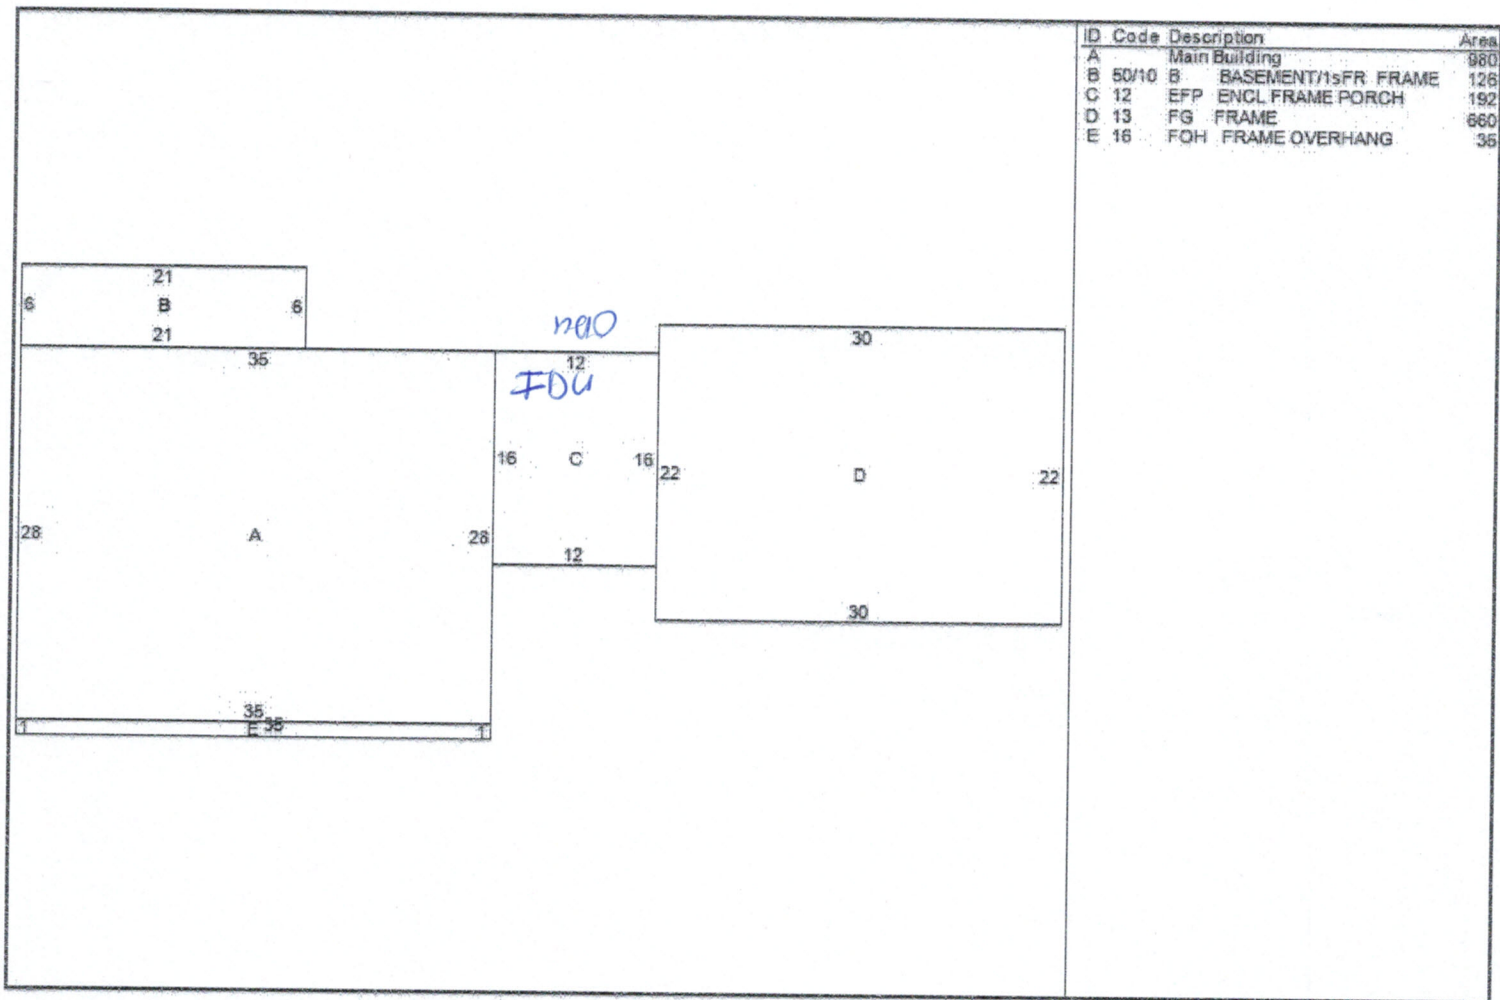 ID Code Description Area
A Main Building 980
B 50/10 B BASEMENT/1sFR FRAME 126
C 12 EFP ENCL FRAME PORCH 192
D 13 FG FRAME 660
E 16 FOH FRAME OVERHANG 35
21
6 B 6
21
35
12
IDU
30
16 C 16
22 D 22
28 A 28
12
30
35
1 E 35 1